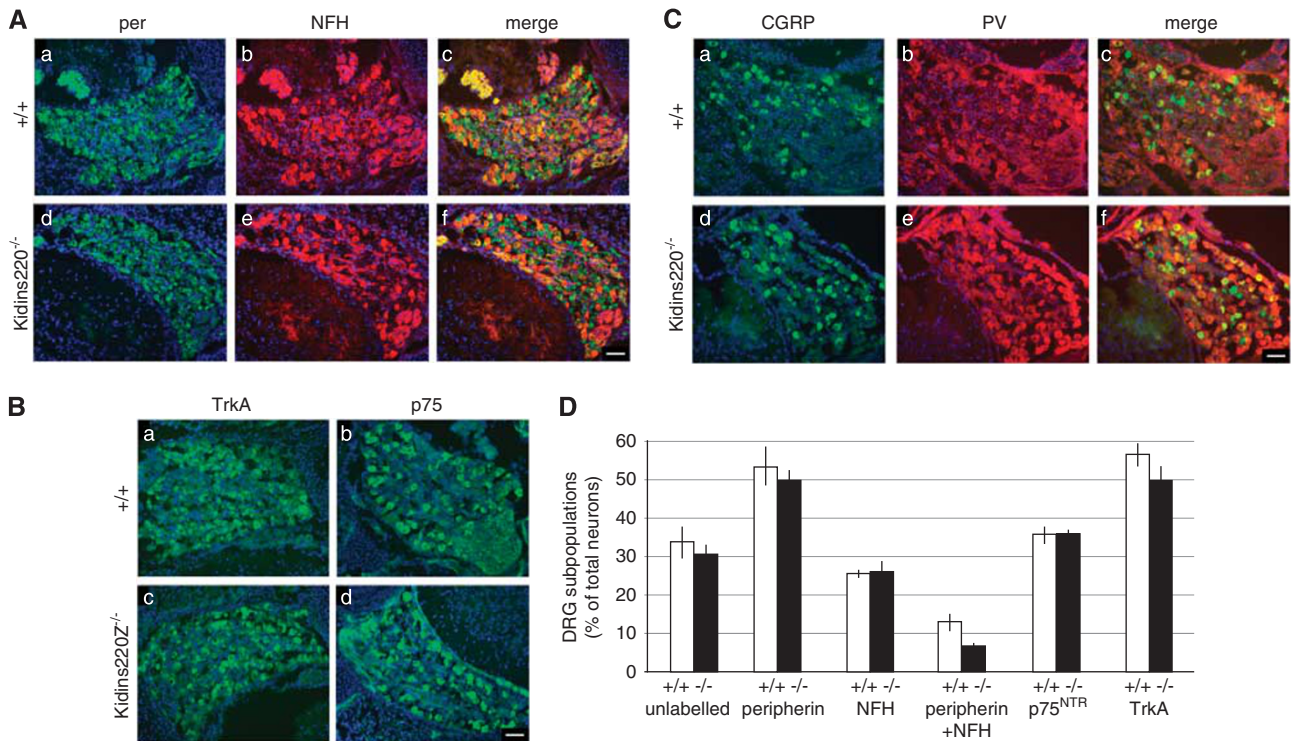 A
per NFH merge
a b c
+/+
d e f
Kidins220-/-
C
CGRP PV merge
a b c
+/+
d e f
Kidins220-/-
B
TrkA p75
a b
+/+
c d
Kidins220Z-/-
D
DRG subpopulations
(% of total neurons)
60
50
40
30
20
10
0
+/+ -/- +/+ -/- +/+ -/- +/+ -/- +/+ -/- +/+ -/-
unlabelled peripherin NFH peripherin p75NTR TrkA
+NFH